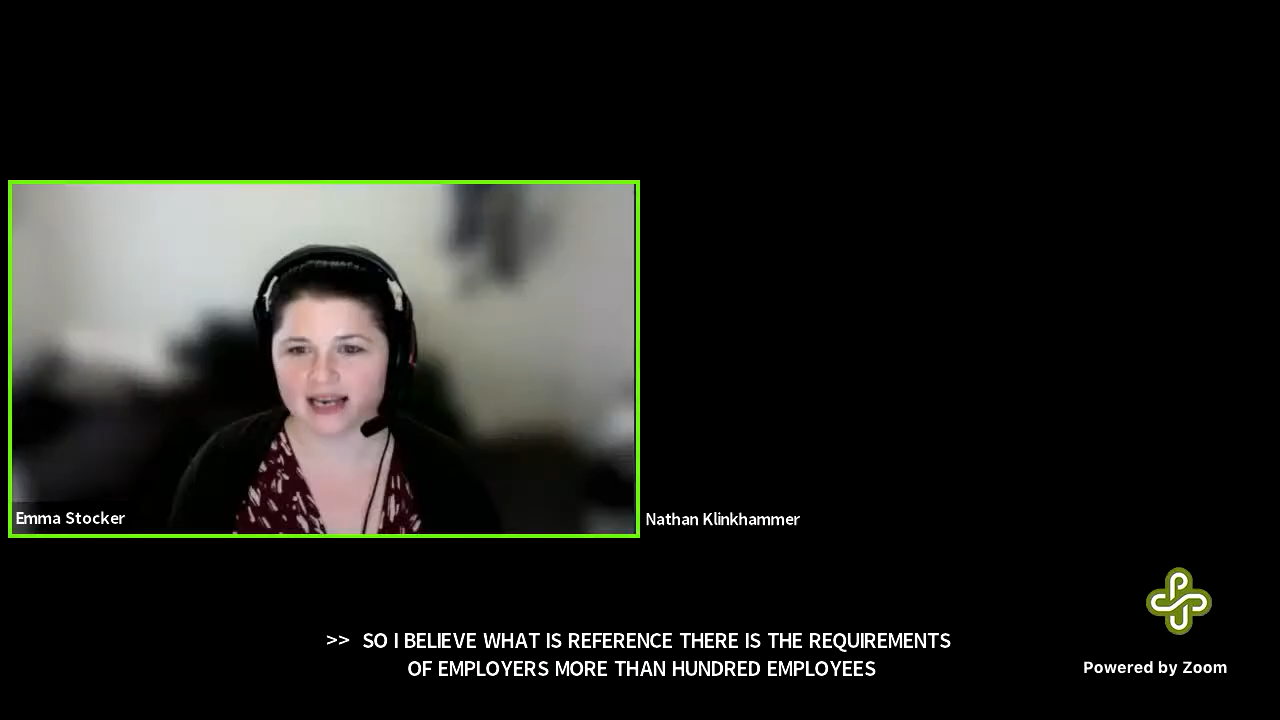 Emma Stocker
Nathan Klinkhammer
>> SO I BELIEVE WHAT IS REFERENCE THERE IS THE REQUIREMENTS
OF EMPLOYERS MORE THAN HUNDRED EMPLOYEES
Powered by Zoom